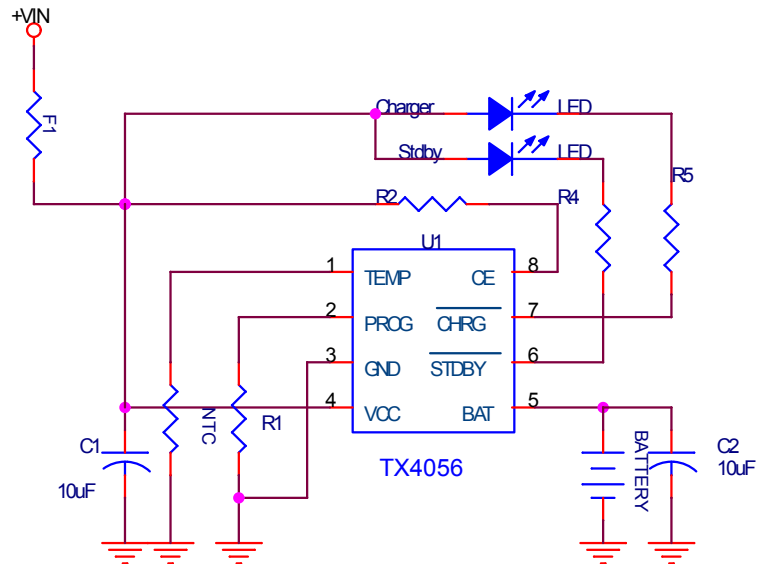 +VIN
F1
Charger
LED
Stdby
LED
R5
R2
R4
U1
1
TEMP
CE
8
2
PROG
CHRG
7
3
GND
STDBY
6
4
VCC
BAT
5
NTC
R1
C1
10uF
TX4056
BATTERY
C2
10uF